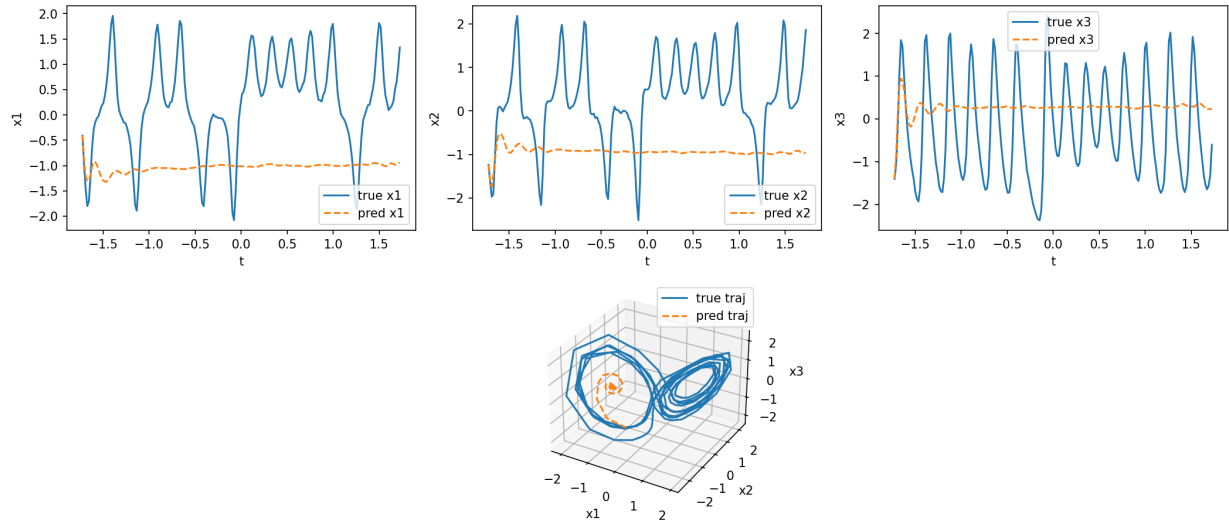 x1
2.0
1.5
1.0
0.5
0.0
−0.5
−1.0
−1.5
−2.0
true x1
pred x1
−1.5 −1.0 −0.5 0.0 0.5 1.0 1.5
t
x2
2
1
0
−1
−2
true x2
pred x2
−1.5 −1.0 −0.5 0.0 0.5 1.0 1.5
t
x3
2
1
0
−1
−2
true x3
pred x3
−1.5 −1.0 −0.5 0.0 0.5 1.0 1.5
t
true traj
pred traj
−2 −1 0 1 2
x1
−2 −1 0 1 2
x2
2
1
0
−1
−2
x3